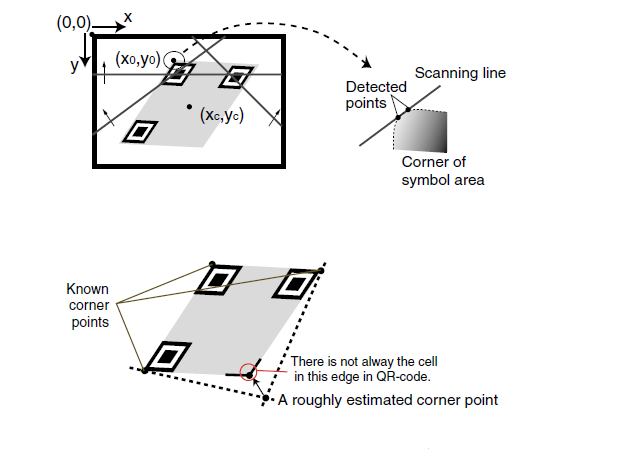 (0,0)
x
y
(x0,y0)
(xc,yc)
Detected
points
Scanning line
Corner of
symbol area
Known
corner
points
There is not alway the cell
in this edge in QR-code.
A roughly estimated corner point